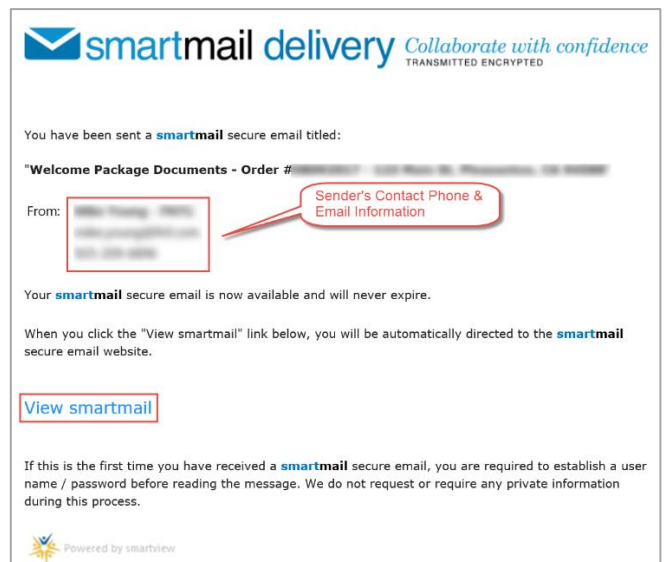 smartmail delivery Collaborate with confidence
TRANSMITTED ENCRYPTED
You have been sent a smartmail secure email titled:
"Welcome Package Documents - Order #
Sender's Contact Phone &
Email Information
From:
Your smartmail secure email is now available and will never expire.
When you click the "View smartmail" link below, you will be automatically directed to the smartmail
secure email website.
View smartmail
If this is the first time you have received a smartmail secure email, you are required to establish a user
name / password before reading the message. We do not request or require any private information
during this process.
Powered by smartview